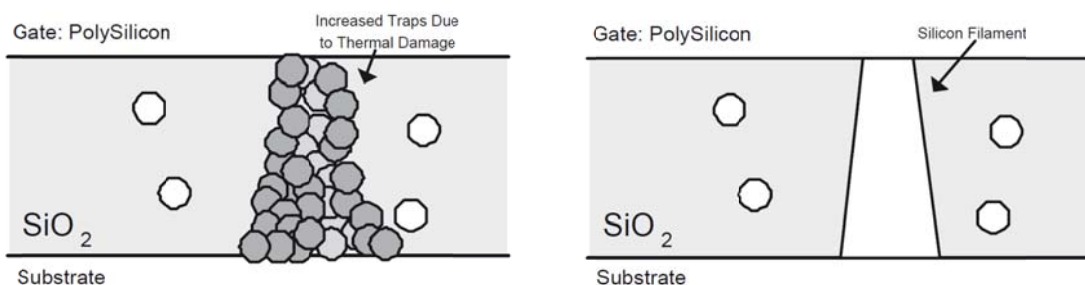 Gate: PolySilicon
Increased Traps Due
to Thermal Damage
SiO2
Substrate
Gate: PolySilicon
Silicon Filament
SiO2
Substrate